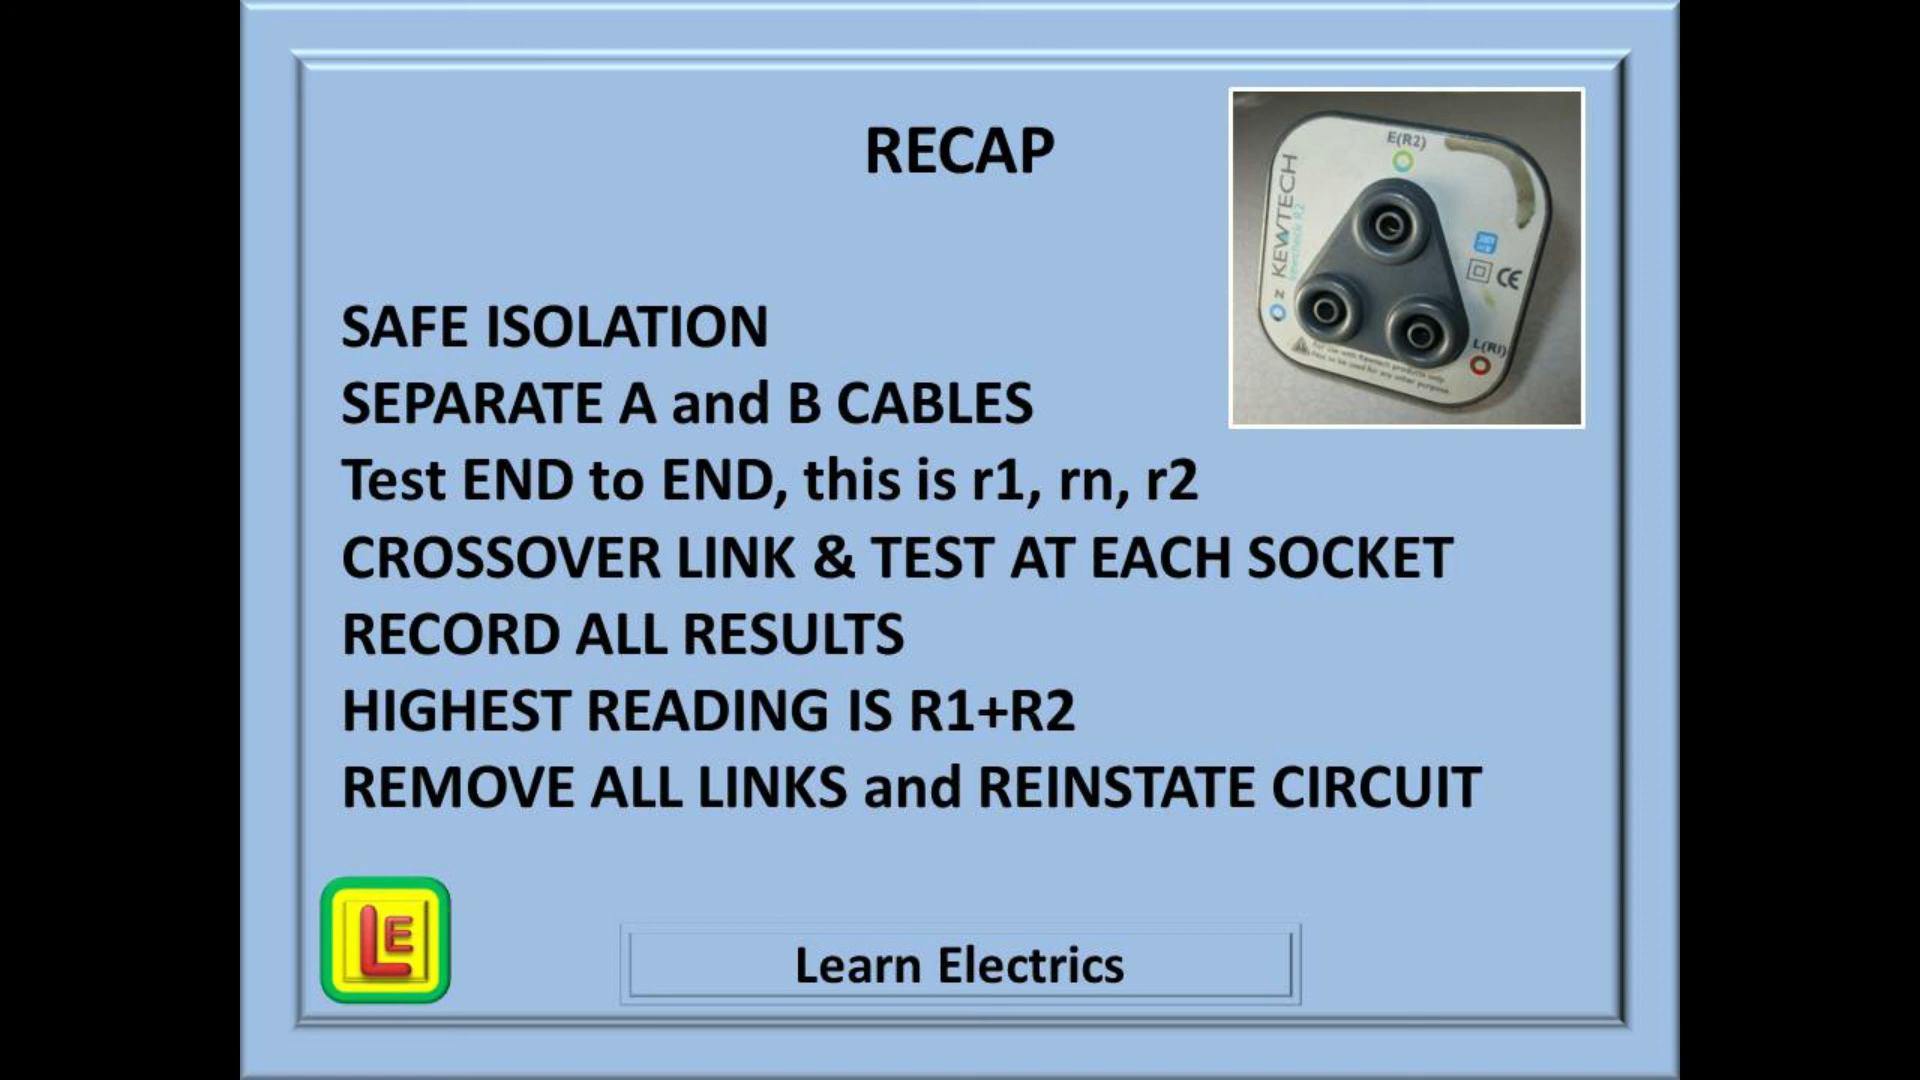 RECAP
E(R2)
KEWTECH
N
CE
L(R1)
SAFE ISOLATION
SEPARATE A and B CABLES
Test END to END, this is r1, rn, r2
CROSSOVER LINK & TEST AT EACH SOCKET
RECORD ALL RESULTS
HIGHEST READING IS R1+R2
REMOVE ALL LINKS and REINSTATE CIRCUIT
LE
Learn Electrics